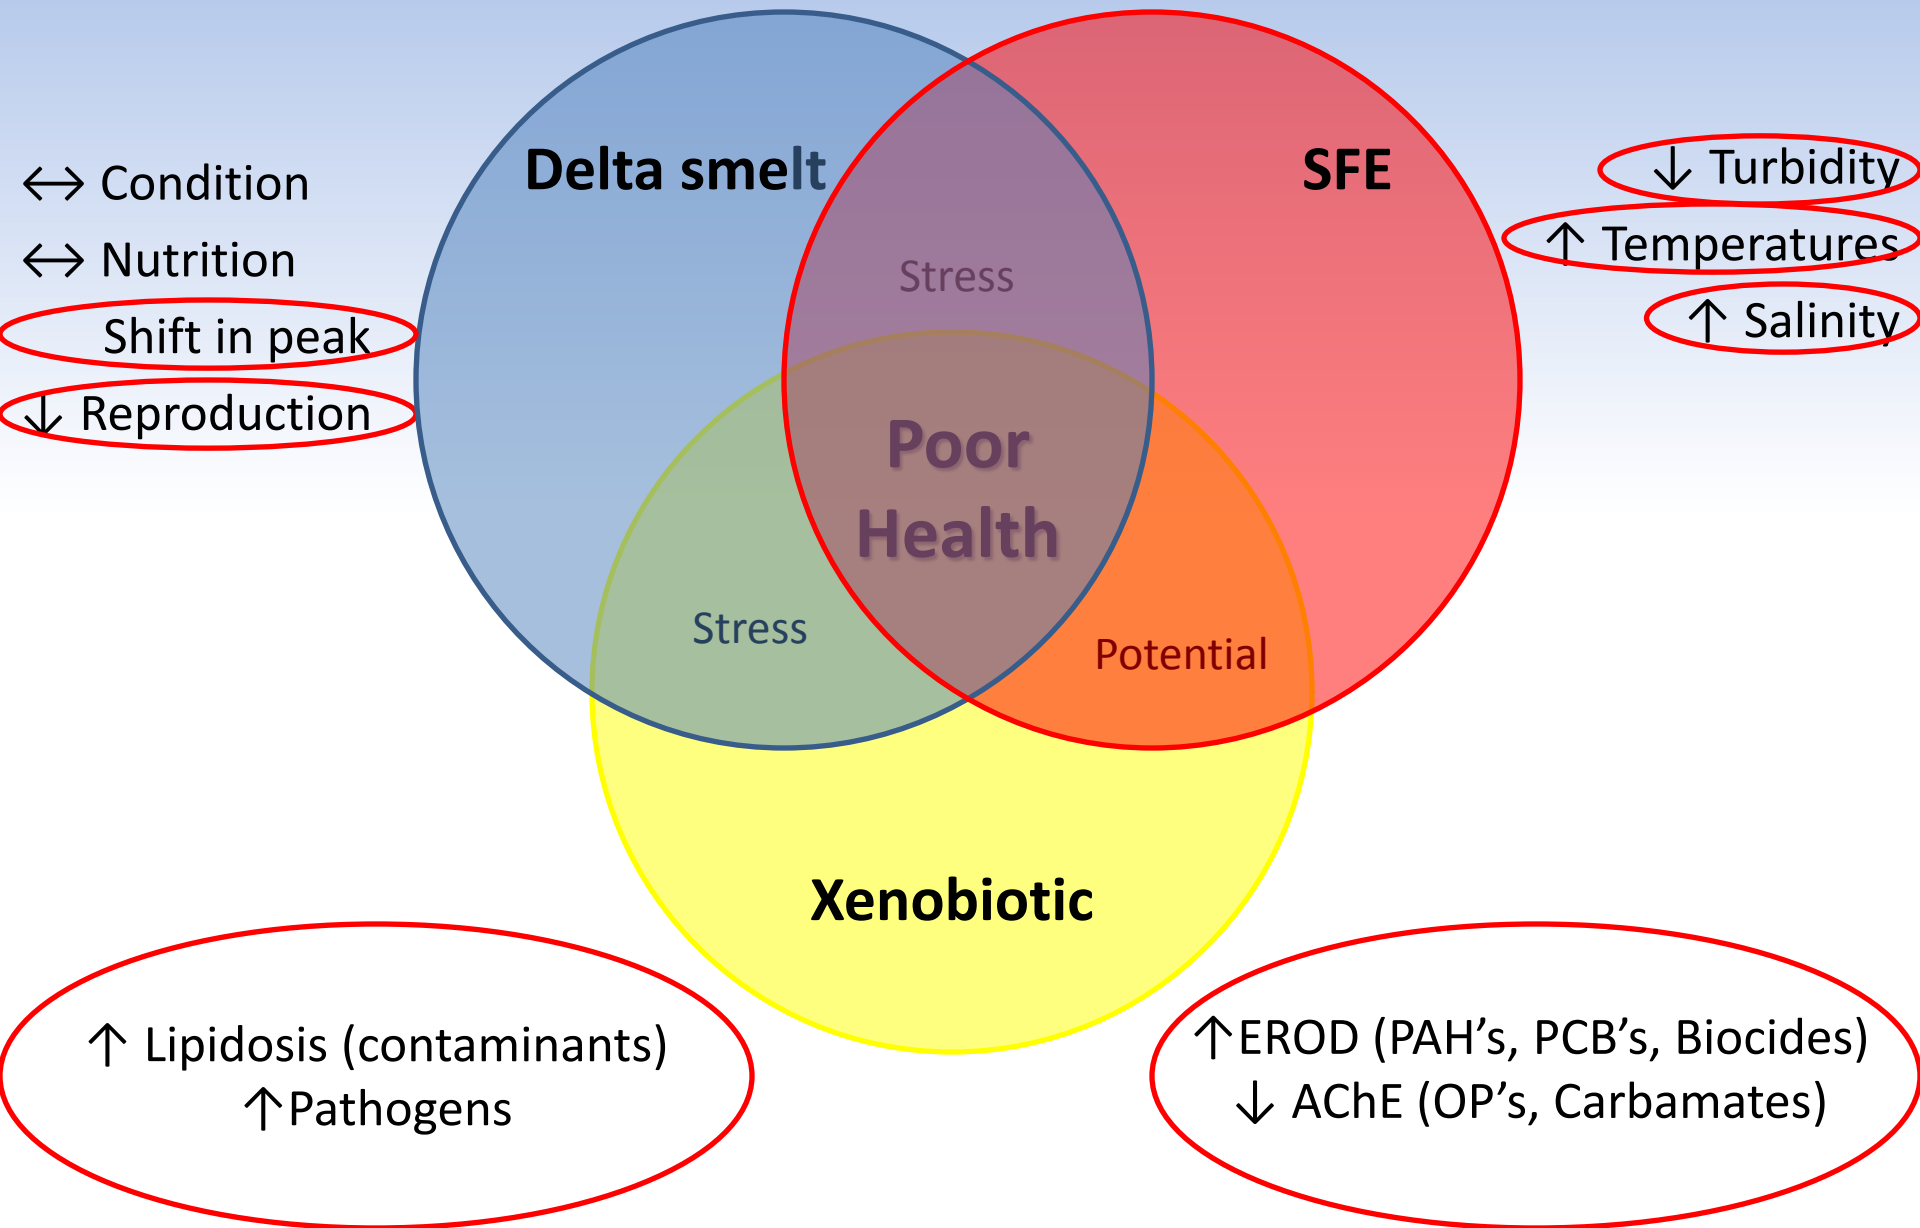 Delta smelt
SFE
↔ Condition
↔ Nutrition
Shift in peak
↓ Reproduction
↓ Turbidity
↑ Temperatures
↑ Salinity
Stress
Poor
Health
Stress
Potential
Xenobiotic
↑ Lipidosis (contaminants)
↑Pathogens
↑EROD (PAH’s, PCB’s, Biocides)
↓ AChE (OP’s, Carbamates)